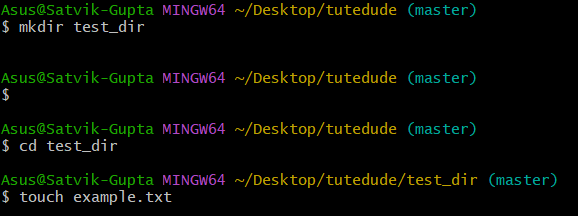 Asus@Satvik-Gupta MINGW64 ~/Desktop/tutedude (master)
$ mkdir test_dir
Asus@Satvik-Gupta MINGW64 ~/Desktop/tutedude (master)
$
Asus@Satvik-Gupta MINGW64 ~/Desktop/tutedude (master)
$ cd test_dir
Asus@Satvik-Gupta MINGW64 ~/Desktop/tutedude/test_dir (master)
$ touch example.txt